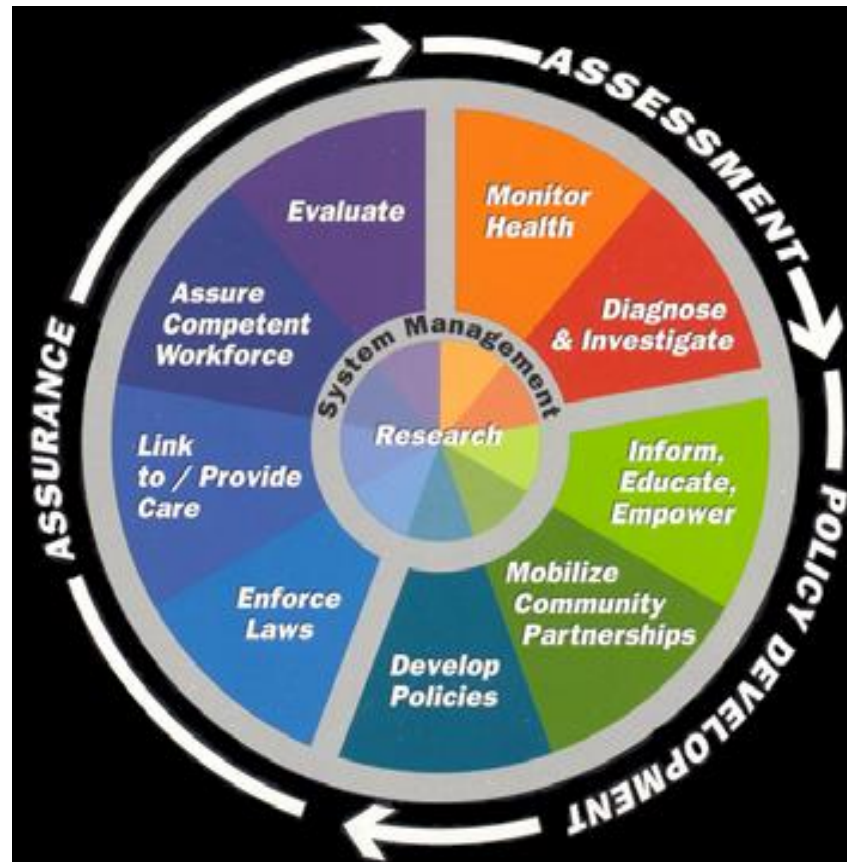 ASSESSMENT
POLICY DEVELOPMENT
ASSURANCE
Monitor
Health
Diagnose
& Investigate
Inform,
Educate,
Empower
Mobilize
Community
Partnerships
Develop
Policies
Enforce
Laws
Link
to / Provide
Care
Assure
Competent
Workforce
Evaluate
System Management
Research